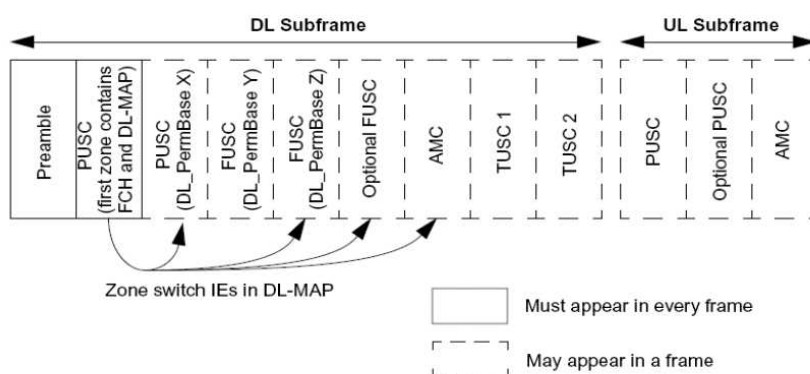 DL Subframe
UL Subframe
Preamble
PUSC
(first zone contains
FCH and DL-MAP)
PUSC
(DL_PermBase X)
FUSC
(DL_PermBase Y)
FUSC
(DL_PermBase Z)
Optional FUSC
AMC
TUSC 1
TUSC 2
PUSC
Optional PUSC
AMC
Zone switch IEs in DL-MAP
Must appear in every frame
May appear in a frame